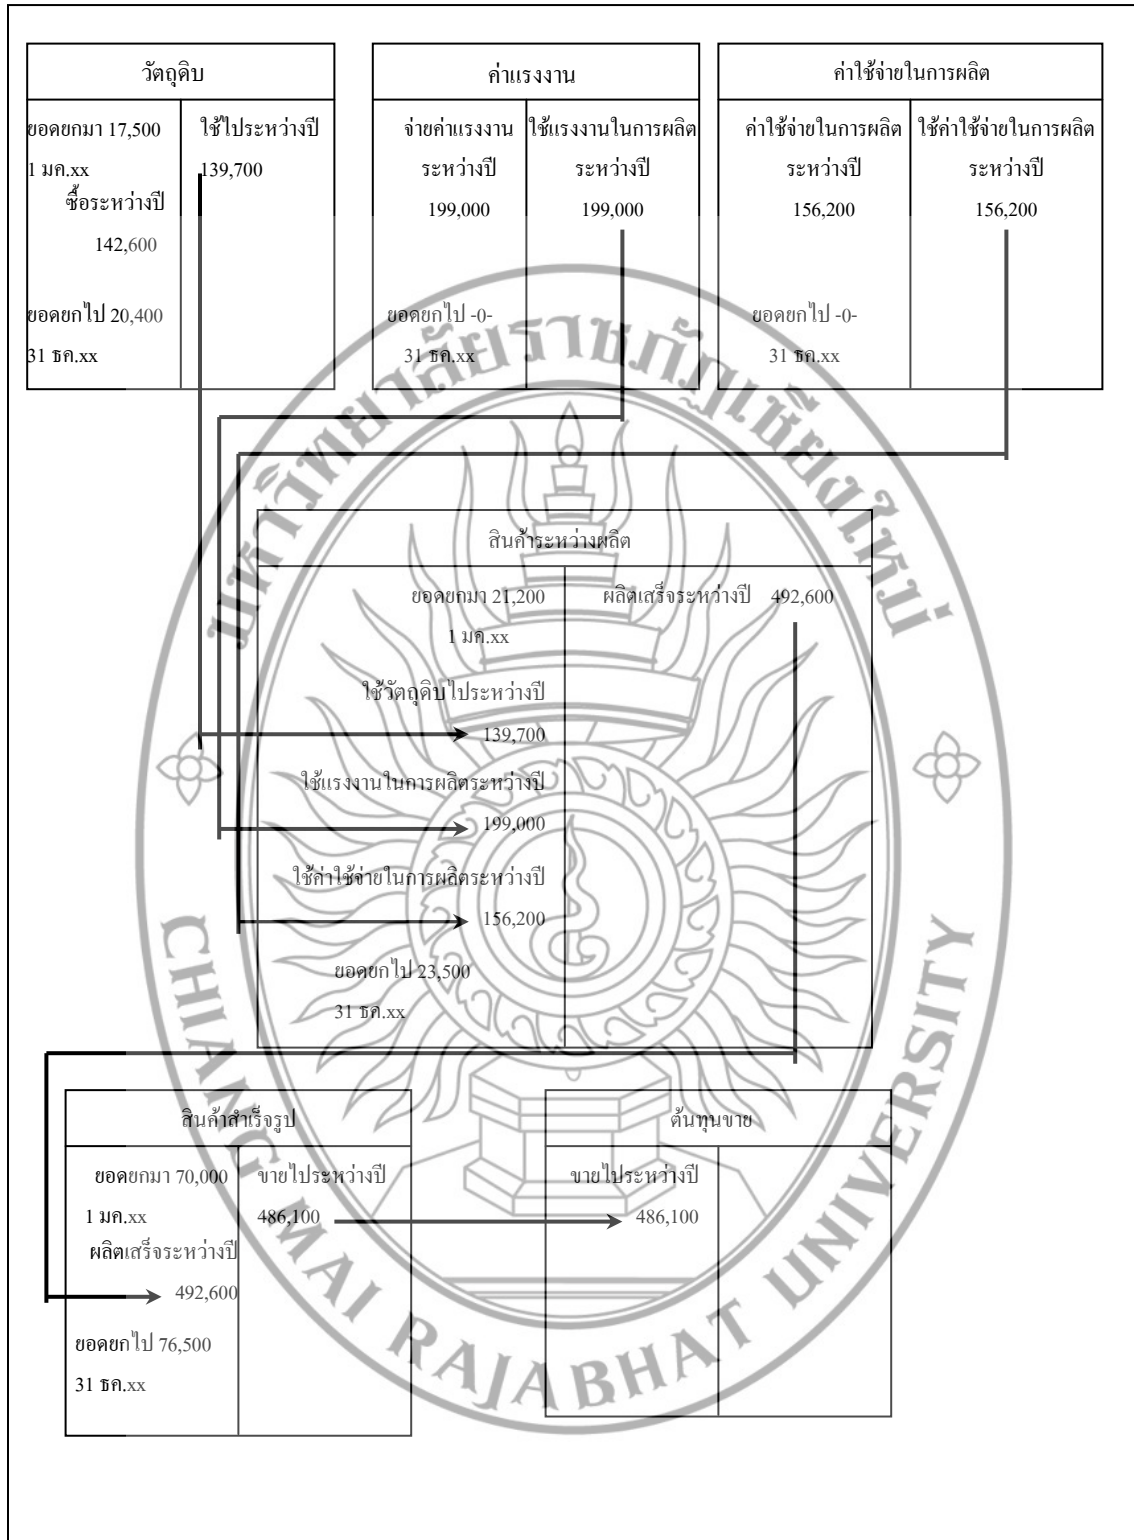 วัตถุดิบ
ยอดยกมา 17,500
1 มค.xx
ซื้อระหว่างปี
142,600
ยอดยกไป 20,400
31 ธค.xx
ใช้ไประหว่างปี
139,700
ค่าแรงงาน
จ่ายค่าแรงงาน
ระหว่างปี
199,000
ยอดยกไป -0-
31 ธค.xx
ใช้แรงงานในการผลิต
ระหว่างปี
199,000
ค่าใช้จ่ายในการผลิต
ค่าใช้จ่ายในการผลิต
ระหว่างปี
156,200
ยอดยกไป -0-
31 ธค.xx
ใช้ค่าใช้จ่ายในการผลิต
ระหว่างปี
156,200
สินค้าระหว่างผลิต
ยอดยกมา 21,200
1 มค.xx
ใช้วัตถุดิบไประหว่างปี
139,700
ใช้แรงงานในการผลิตระหว่างปี
199,000
ใช้ค่าใช้จ่ายในการผลิตระหว่างปี
156,200
ยอดยกไป 23,500
31 ธค.xx
ผลิตเสร็จระหว่างปี 492,600
สินค้าสำเร็จรูป
ยอดยกมา 70,000
1 มค.xx
ผลิตเสร็จระหว่างปี
492,600
ยอดยกไป 76,500
31 ธค.xx
ขายไประหว่างปี
486,100
ต้นทุนขาย
ขายไประหว่างปี
486,100
มหาวิทยาลัยราชภัฏเชียงใหม่
CHIANG MAI RAJABHAT UNIVERSITY